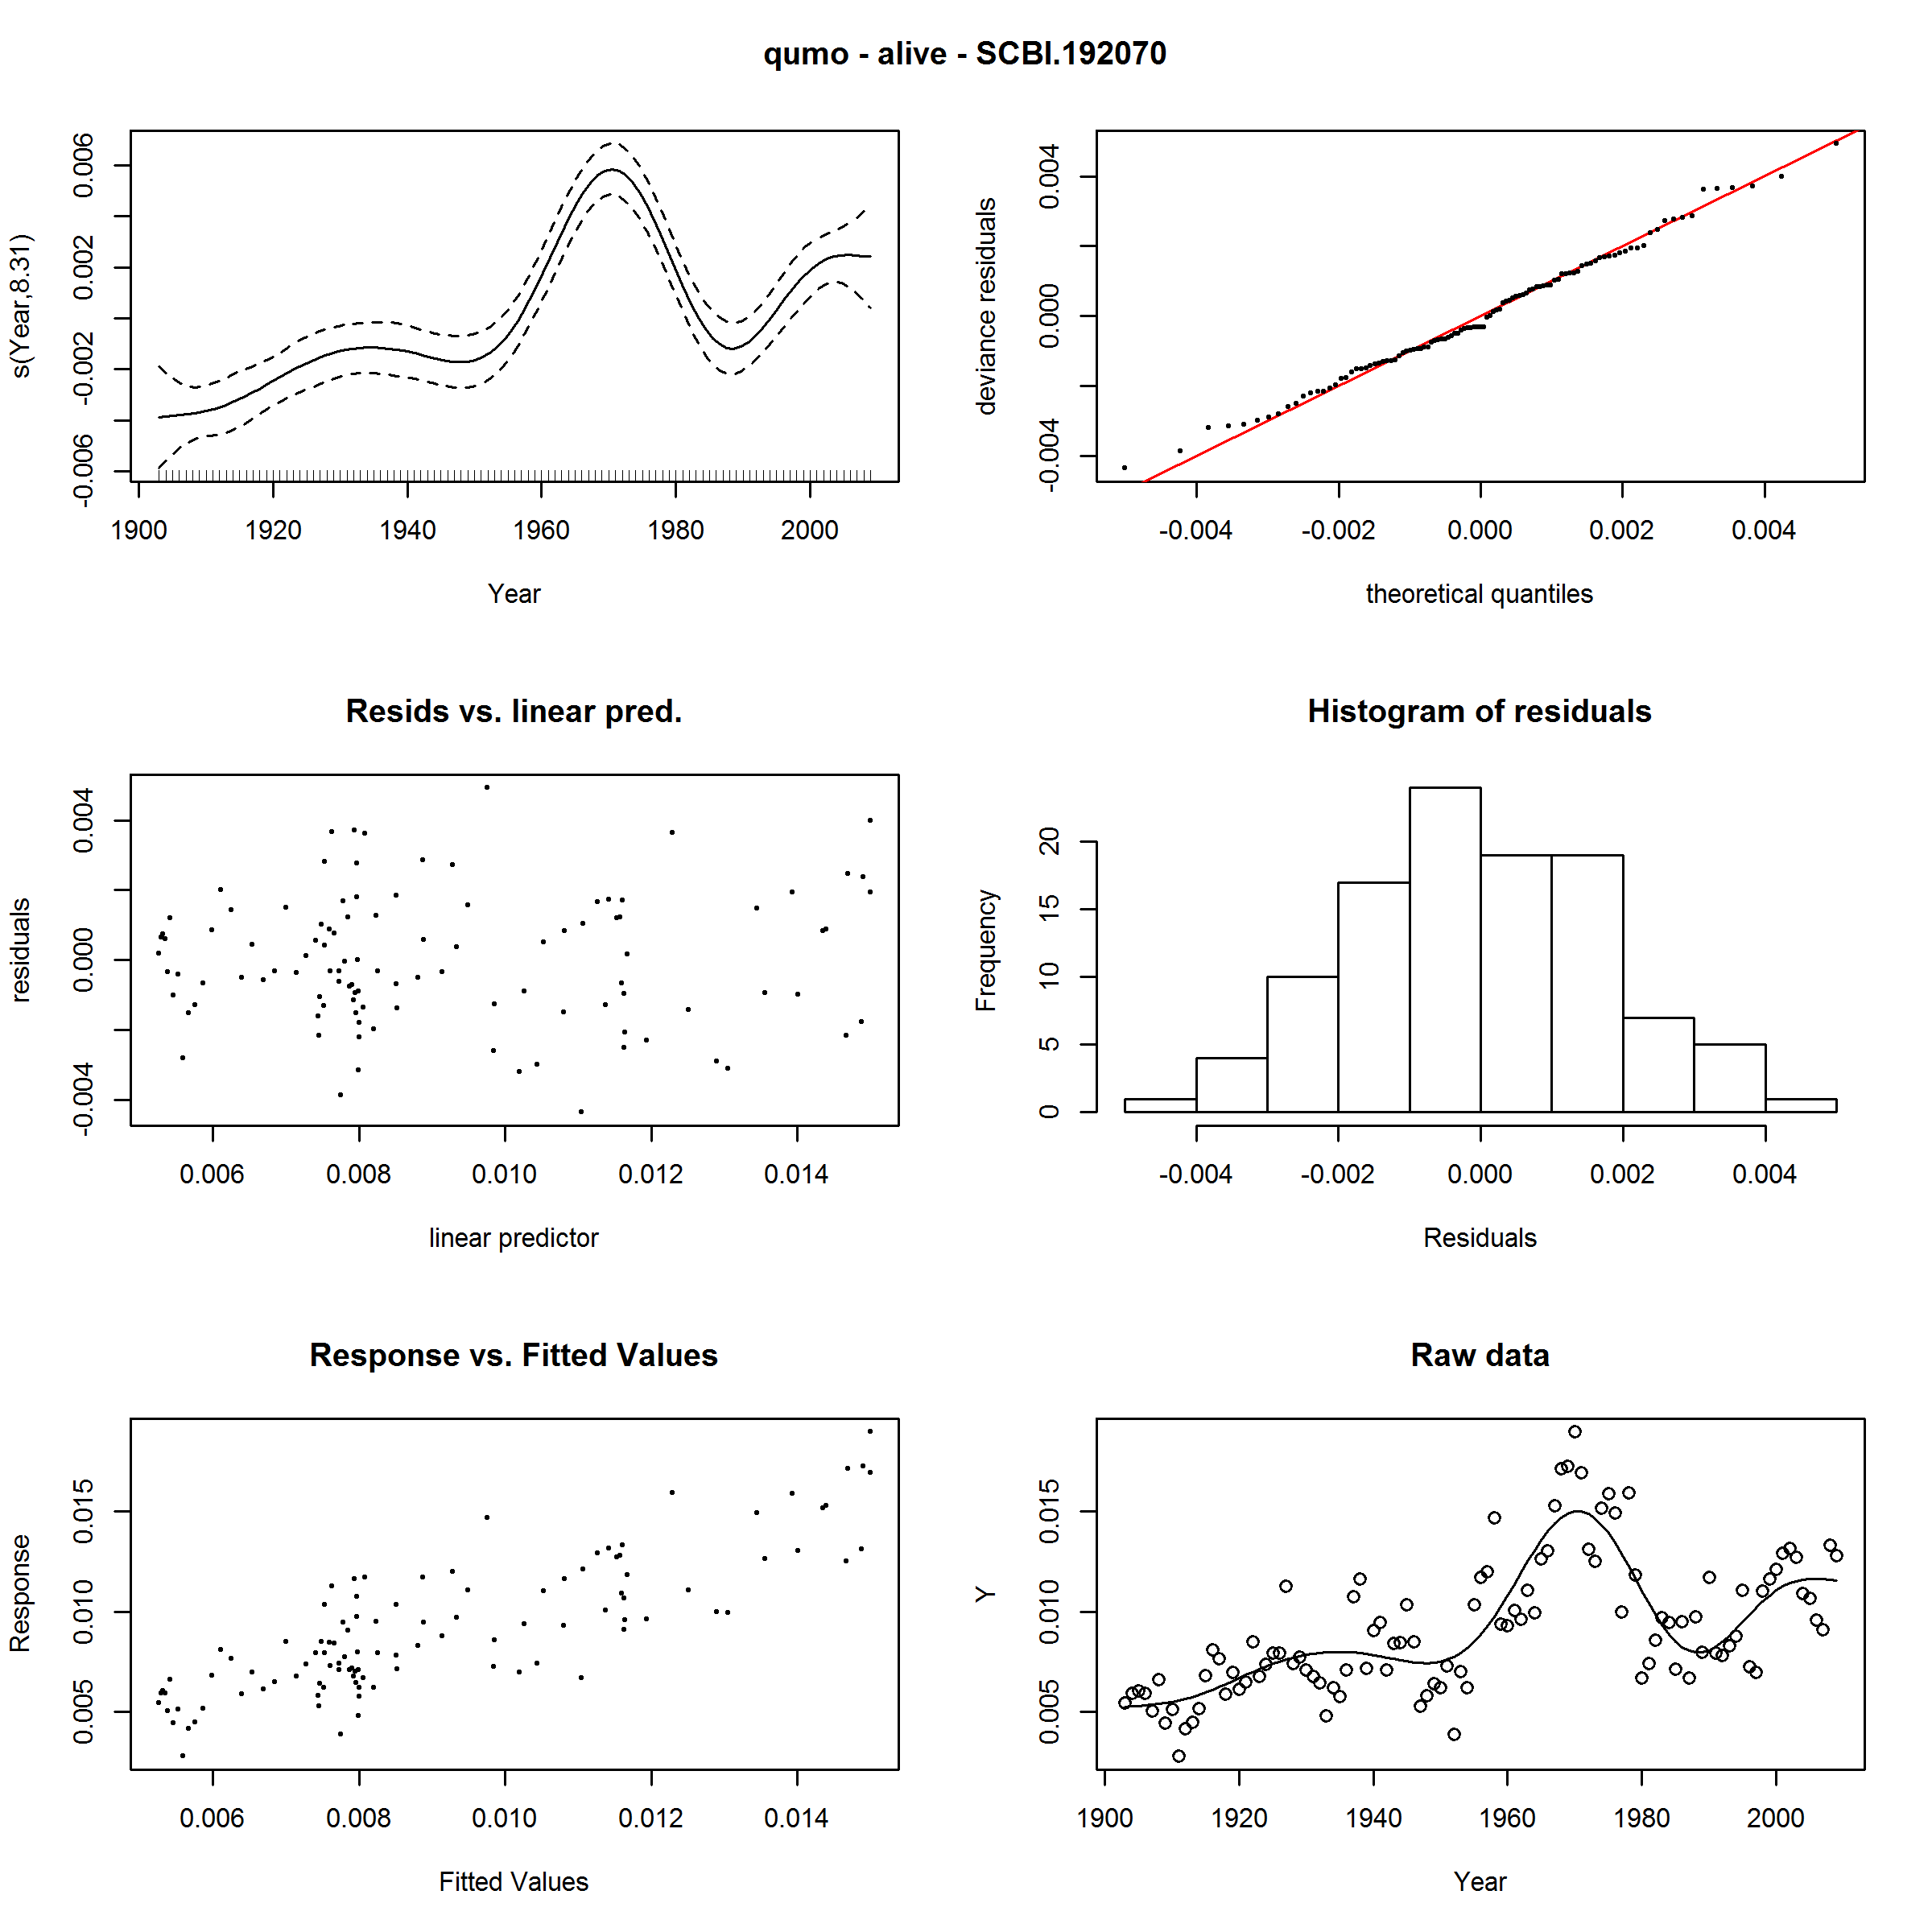 qumo - alive - SCBI.192070
s(Year,8.31)
-0.006 -0.002 0.002 0.006
1900 1920 1940 1960 1980 2000
Year
deviance residuals
-0.004 0.000 0.004
-0.004 -0.002 0.000 0.002 0.004
theoretical quantiles
Resids vs. linear pred.
residuals
-0.004 0.000 0.004
0.006 0.008 0.010 0.012 0.014
linear predictor
Histogram of residuals
Frequency
0 5 10 15 20
-0.004 -0.002 0.000 0.002 0.004
Residuals
Response vs. Fitted Values
Response
0.005 0.010 0.015
0.006 0.008 0.010 0.012 0.014
Fitted Values
Raw data
Y
0.005 0.010 0.015
1900 1920 1940 1960 1980 2000
Year